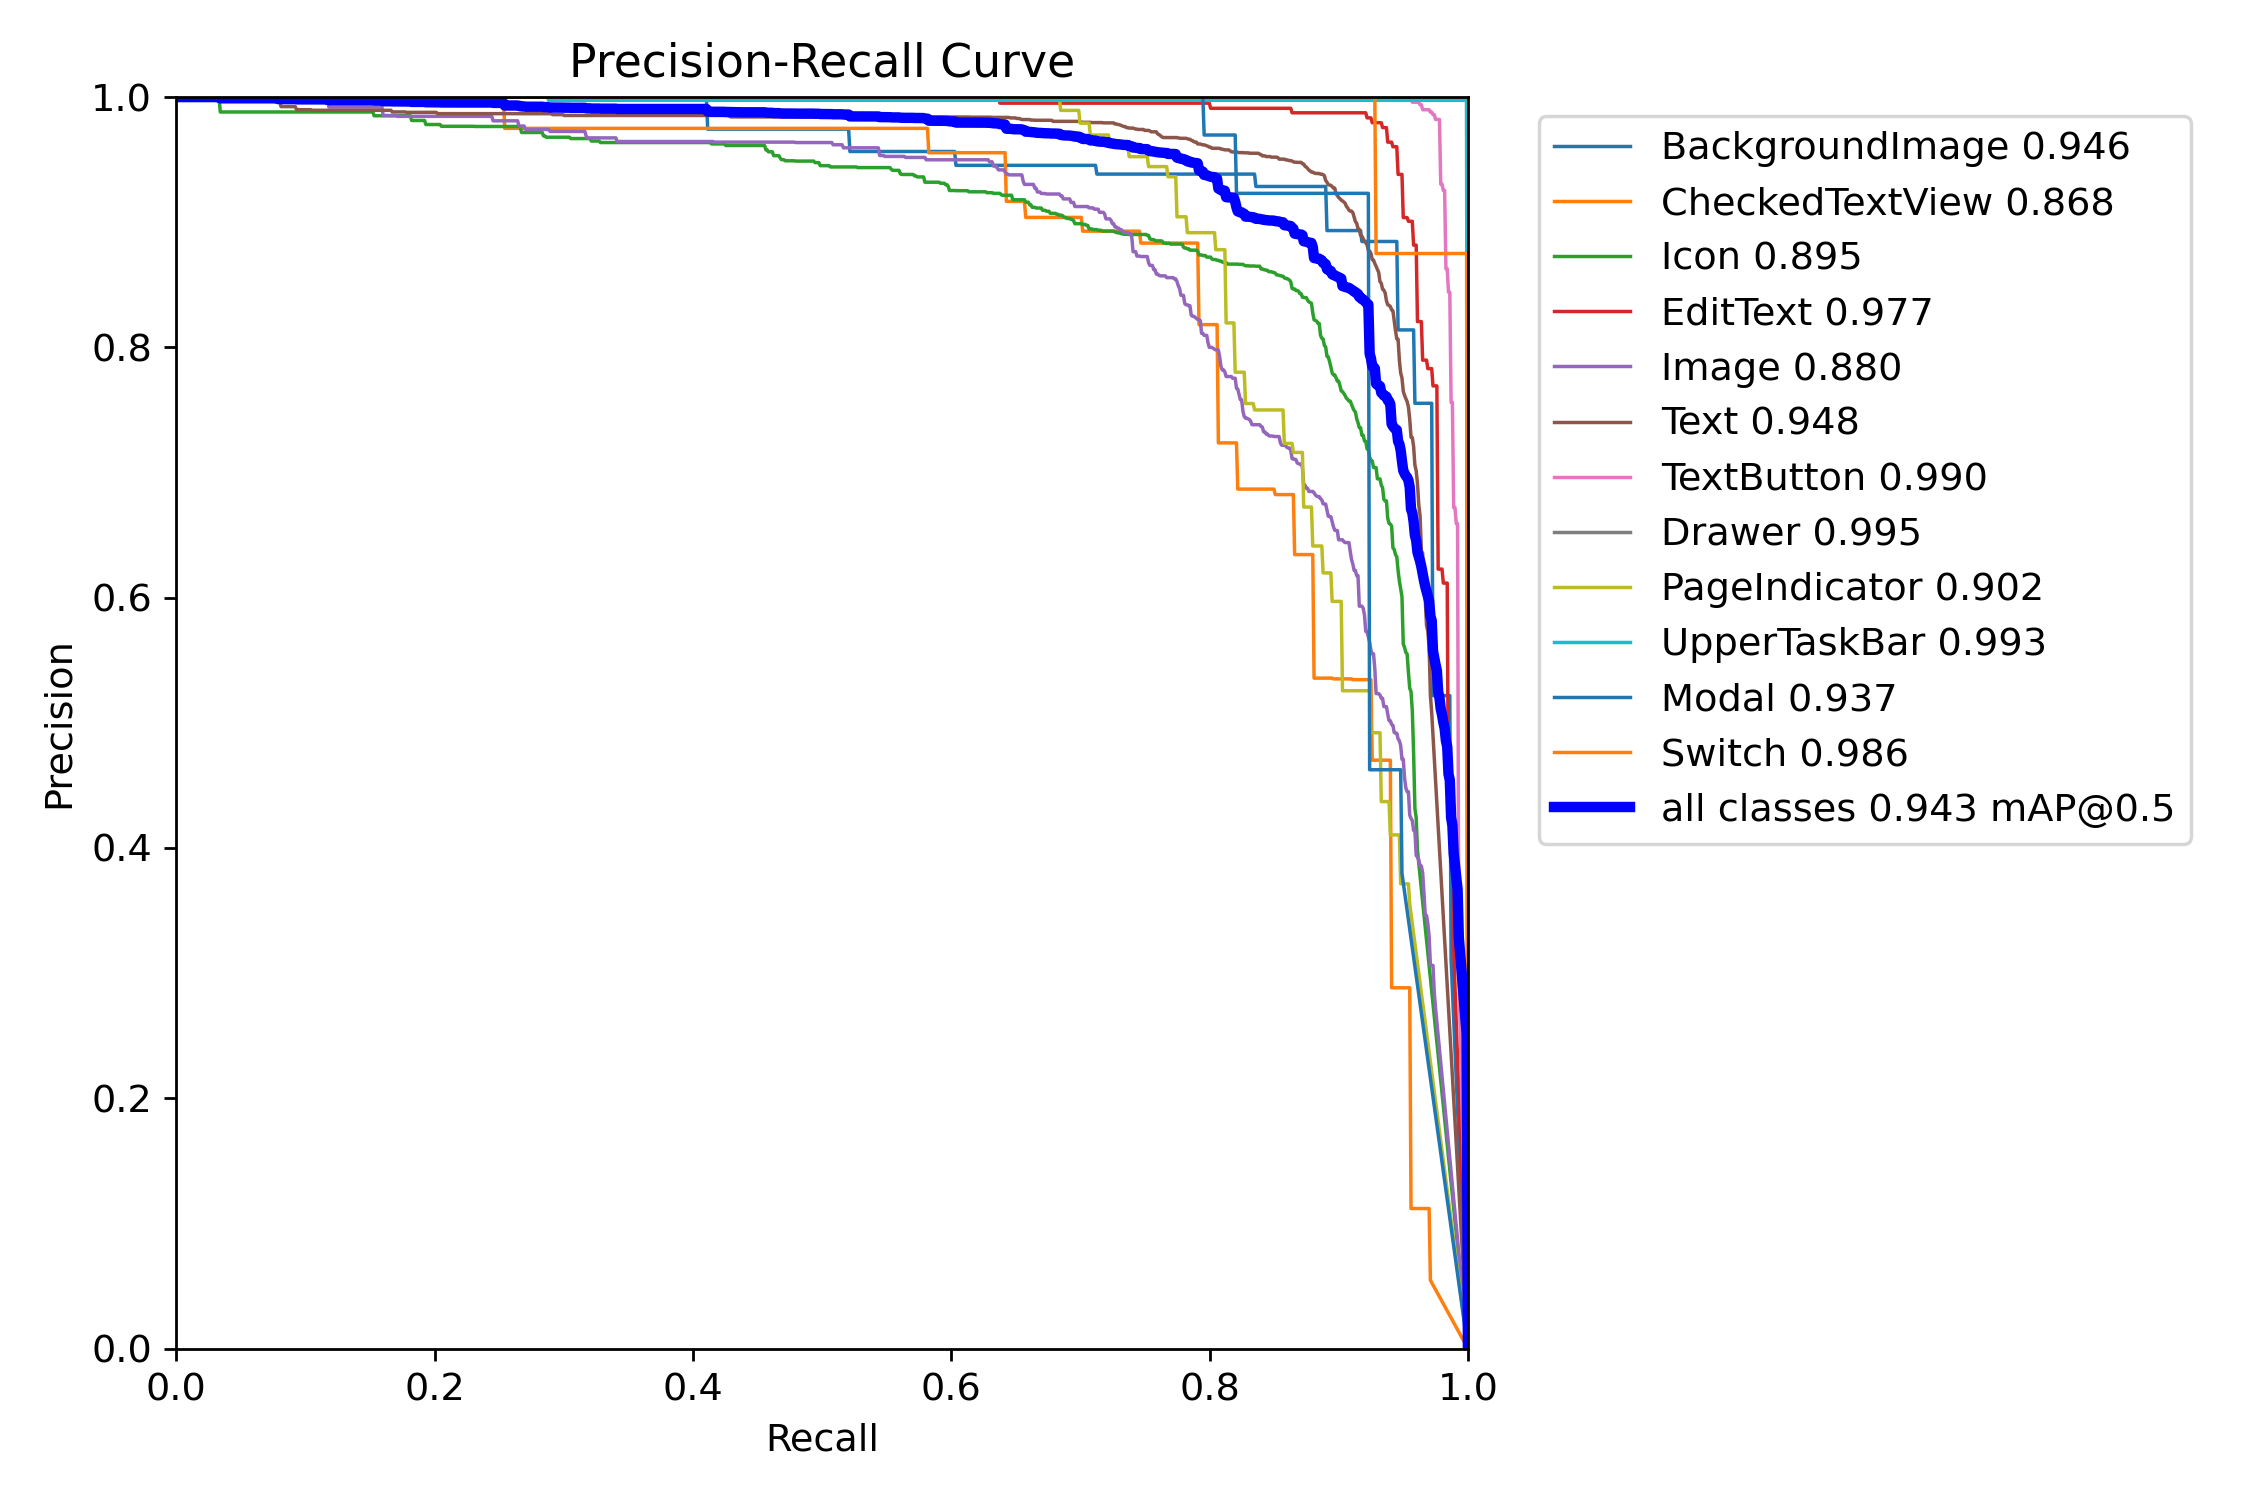 Precision-Recall Curve
1.0
0.8
0.6
0.4
0.2
0.0
Precision
0.0 0.2 0.4 0.6 0.8 1.0
Recall
BackgroundImage 0.946
CheckedTextView 0.868
Icon 0.895
EditText 0.977
Image 0.880
Text 0.948
TextButton 0.990
Drawer 0.995
PageIndicator 0.902
UpperTaskBar 0.993
Modal 0.937
Switch 0.986
all classes 0.943 mAP@0.5